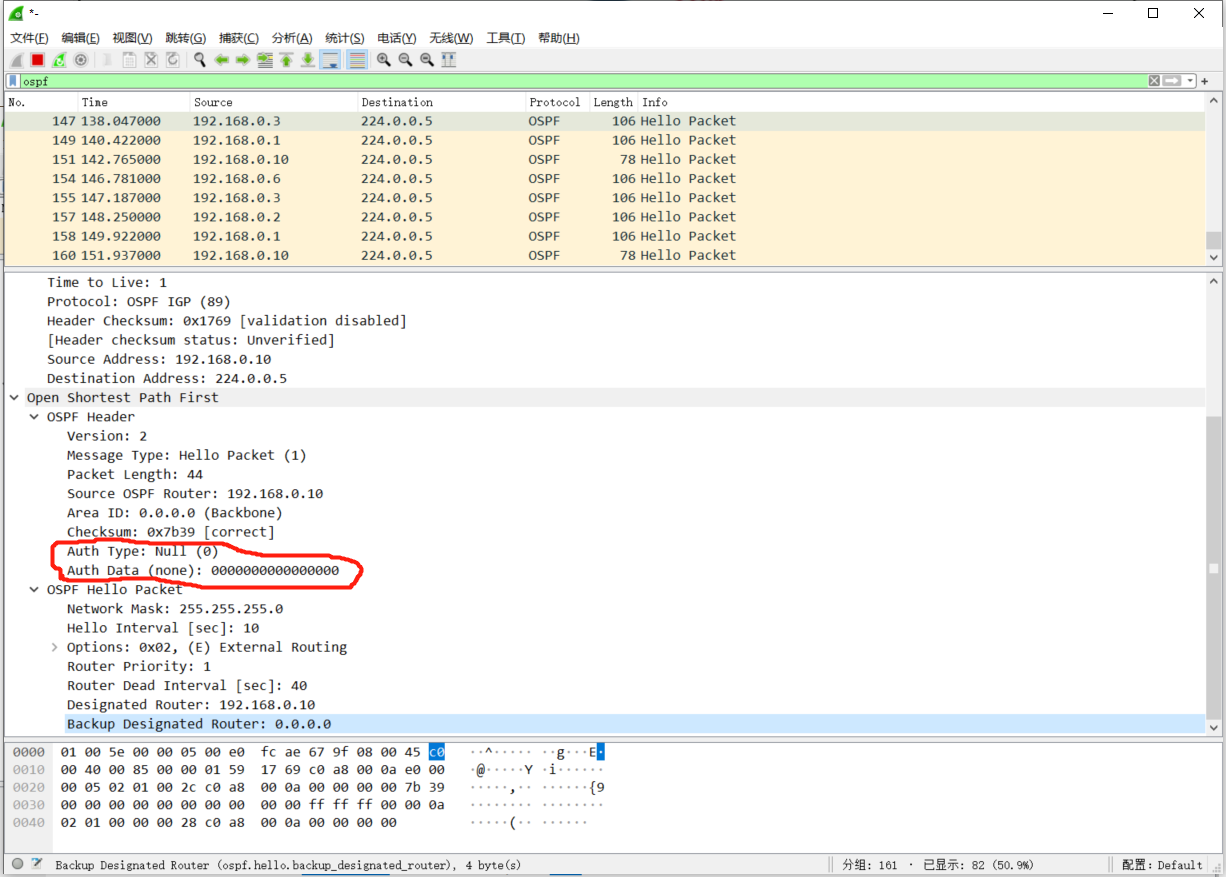 *-
文件(F) 编辑(E) 视图(V) 跳转(G) 捕获(C) 分析(A) 统计(S) 电话(Y) 无线(W) 工具(T) 帮助(H)
ospf
No. Time Source Destination Protocol Length Info
147 138.047000 192.168.0.3 224.0.0.5 OSPF 106 Hello Packet
149 140.422000 192.168.0.1 224.0.0.5 OSPF 106 Hello Packet
151 142.765000 192.168.0.10 224.0.0.5 OSPF 78 Hello Packet
154 146.781000 192.168.0.6 224.0.0.5 OSPF 106 Hello Packet
155 147.187000 192.168.0.3 224.0.0.5 OSPF 106 Hello Packet
157 148.250000 192.168.0.2 224.0.0.5 OSPF 106 Hello Packet
158 149.922000 192.168.0.1 224.0.0.5 OSPF 106 Hello Packet
160 151.937000 192.168.0.10 224.0.0.5 OSPF 78 Hello Packet
Time to Live: 1
Protocol: OSPF IGP (89)
Header Checksum: 0x1769 [validation disabled]
[Header checksum status: Unverified]
Source Address: 192.168.0.10
Destination Address: 224.0.0.5
Open Shortest Path First
OSPF Header
Version: 2
Message Type: Hello Packet (1)
Packet Length: 44
Source OSPF Router: 192.168.0.10
Area ID: 0.0.0.0 (Backbone)
Checksum: 0x7b39 [correct]
Auth Type: Null (0)
Auth Data (none): 0000000000000000
OSPF Hello Packet
Network Mask: 255.255.255.0
Hello Interval [sec]: 10
Options: 0x02, (E) External Routing
Router Priority: 1
Router Dead Interval [sec]: 40
Designated Router: 192.168.0.10
Backup Designated Router: 0.0.0.0
0000 01 00 5e 00 00 05 00 e0 fc ae 67 9f 08 00 45 c0 ··^····· ··g···E·
0010 00 40 00 85 00 00 01 59 17 69 c0 a8 00 0a e0 00 ·@·····Y ·i······
0020 00 05 02 01 00 2c c0 a8 00 0a 00 00 00 00 7b 39 ·····,·· ······{9
0030 00 00 00 00 00 00 00 00 00 00 ff ff ff 00 00 0a ········ ········
0040 02 01 00 00 00 28 c0 a8 00 0a 00 00 00 00 ·····(·· ······
Backup Designated Router (ospf.hello.backup_designated_router), 4 byte(s) 分组: 161 · 已显示: 82 (50.9%) 配置: Default